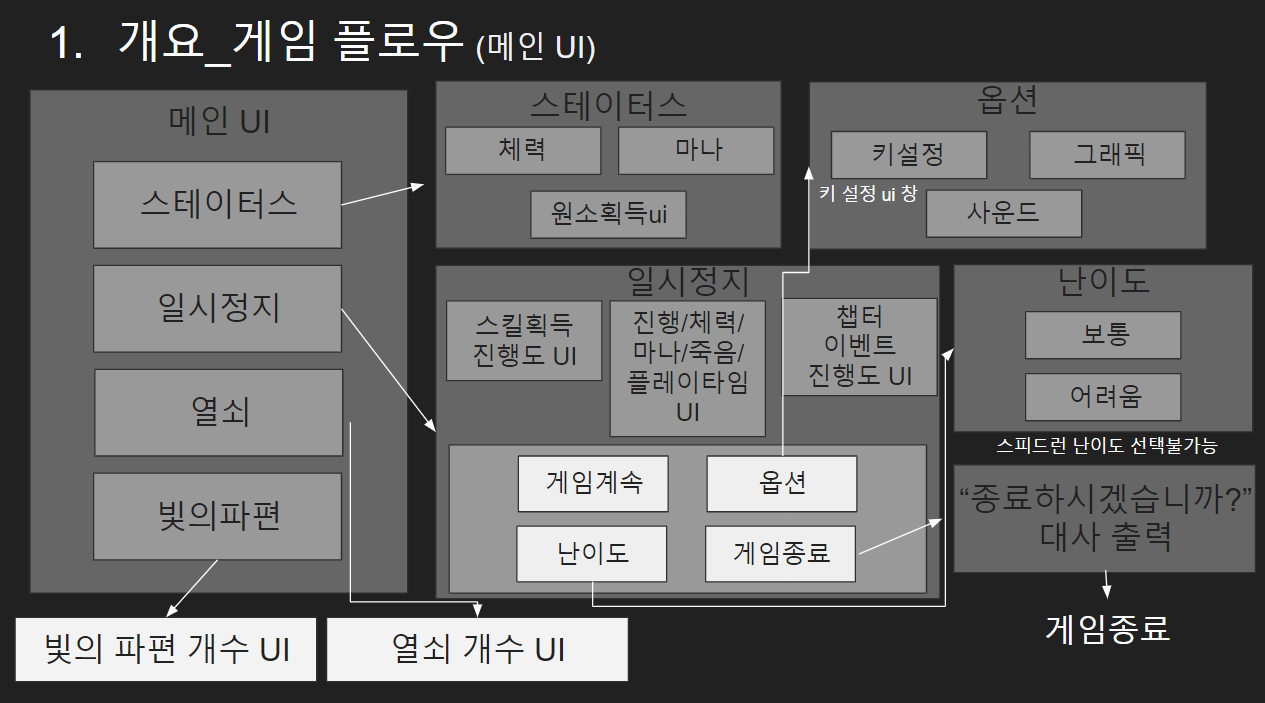 1. 개요_게임 플로우 (메인 UI)
메인 UI
스테이터스
일시정지
열쇠
빛의파편
빛의 파편 개수 UI
열쇠 개수 UI
스테이터스
체력
마나
원소획득ui
옵션
키설정
그래픽
키 설정 ui 창
사운드
일시정지
스킬획득
진행도 UI
진행/체력/
마나/죽음/
플레이타임
UI
챕터
이벤트
진행도 UI
게임계속
옵션
난이도
게임종료
난이도
보통
어려움
스피드런 난이도 선택불가능
“종료하시겠습니까?”
대사 출력
게임종료